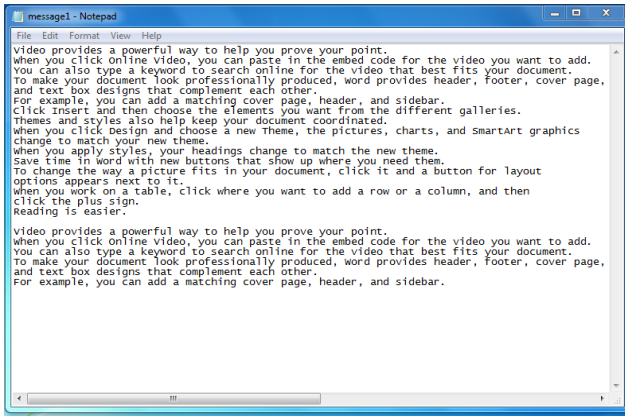 message1 - Notepad
File Edit Format View Help
Video provides a powerful way to help you prove your point.
When you click Online Video, you can paste in the embed code for the video you want to add.
You can also type a keyword to search online for the video that best fits your document.
To make your document look professionally produced, Word provides header, footer, cover page,
and text box designs that complement each other.
For example, you can add a matching cover page, header, and sidebar.
Click Insert and then choose the elements you want from the different galleries.
Themes and styles also help keep your document coordinated.
When you click Design and choose a new Theme, the pictures, charts, and SmartArt graphics
change to match your new theme.
When you apply styles, your headings change to match the new theme.
Save time in Word with new buttons that show up where you need them.
To change the way a picture fits in your document, click it and a button for layout
options appears next to it.
When you work on a table, click where you want to add a row or a column, and then
click the plus sign.
Reading is easier.
Video provides a powerful way to help you prove your point.
When you click Online Video, you can paste in the embed code for the video you want to add.
You can also type a keyword to search online for the video that best fits your document.
To make your document look professionally produced, Word provides header, footer, cover page,
and text box designs that complement each other.
For example, you can add a matching cover page, header, and sidebar.